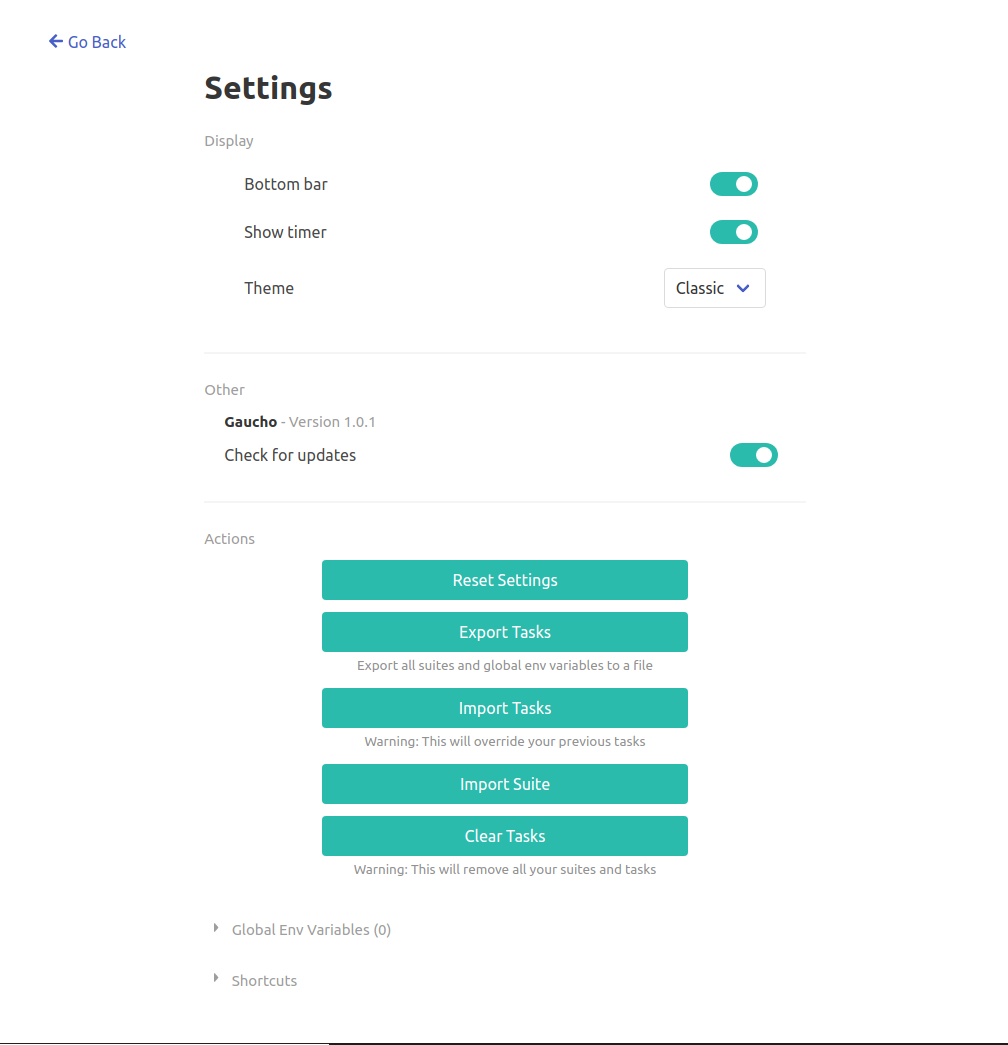 Go Back
Settings
Display
Bottom bar
Show timer
Theme
Classic
Other
Gaucho - Version 1.0.1
Check for updates
Actions
Reset Settings
Export Tasks
Export all suites and global env variables to a file
Import Tasks
Warning: This will override your previous tasks
Import Suite
Clear Tasks
Warning: This will remove all your suites and tasks
Global Env Variables (0)
Shortcuts